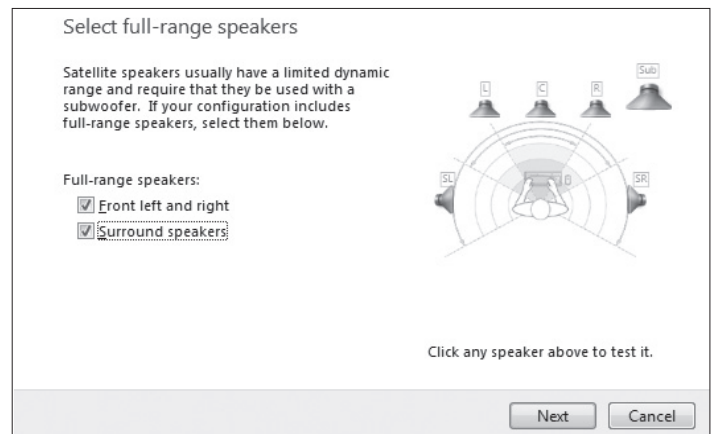 Select full-range speakers
Satellite speakers usually have a limited dynamic
range and require that they be used with a
subwoofer. If your configuration includes
full-range speakers, select them below.
Full-range speakers:
Front left and right
Surround speakers
L
C
R
Sub
SL
SR
Click any speaker above to test it.
Next
Cancel